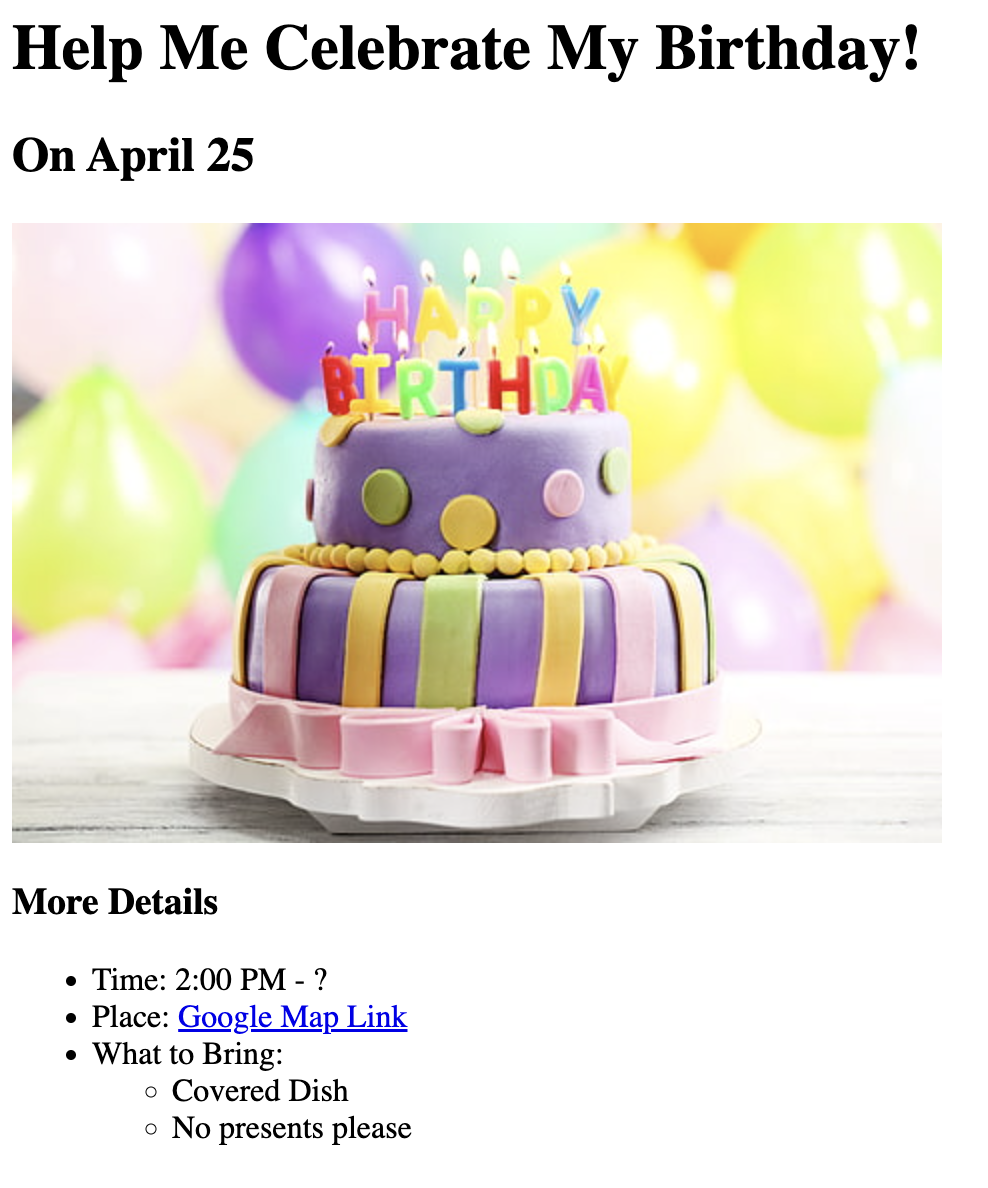 Help Me Celebrate My Birthday!
On April 25
HAPPY
BIRTHDAY
More Details
Time: 2:00 PM - ?
Place: Google Map Link
What to Bring:
Covered Dish
No presents please